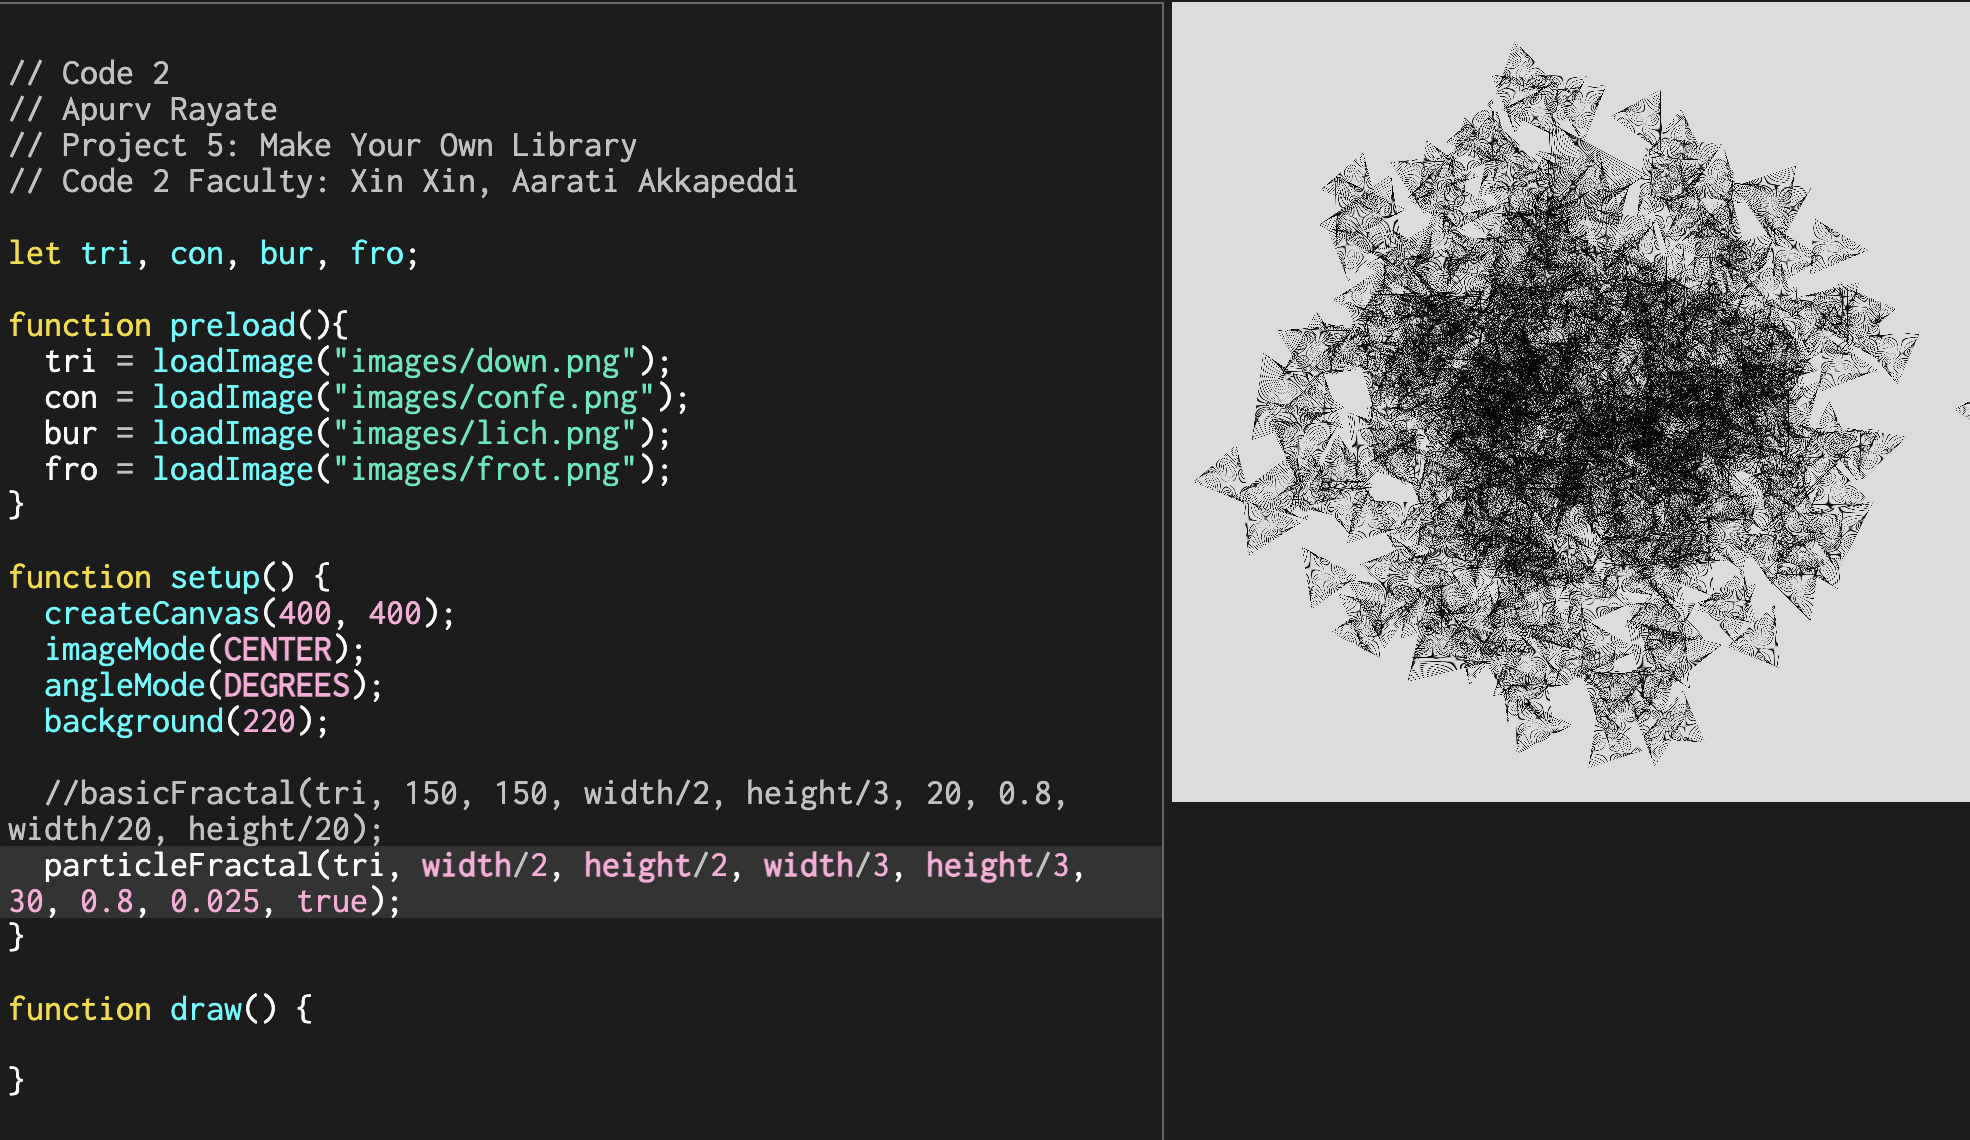 // Code 2
// Apurv Rayate
// Project 5: Make Your Own Library
// Code 2 Faculty: Xin Xin, Aarati Akkapeddi
let tri, con, bur, fro;
function preload(){
  tri = loadImage("images/down.png");
  con = loadImage("images/confe.png");
  bur = loadImage("images/lich.png");
  fro = loadImage("images/frot.png");
}
function setup() {
  createCanvas(400, 400);
  imageMode(CENTER);
  angleMode(DEGREES);
  background(220);
  //basicFractal(tri, 150, 150, width/2, height/3, 20, 0.8,
width/20, height/20);
  particleFractal(tri, width/2, height/2, width/3, height/3,
30, 0.8, 0.025, true);
}
function draw() {
}